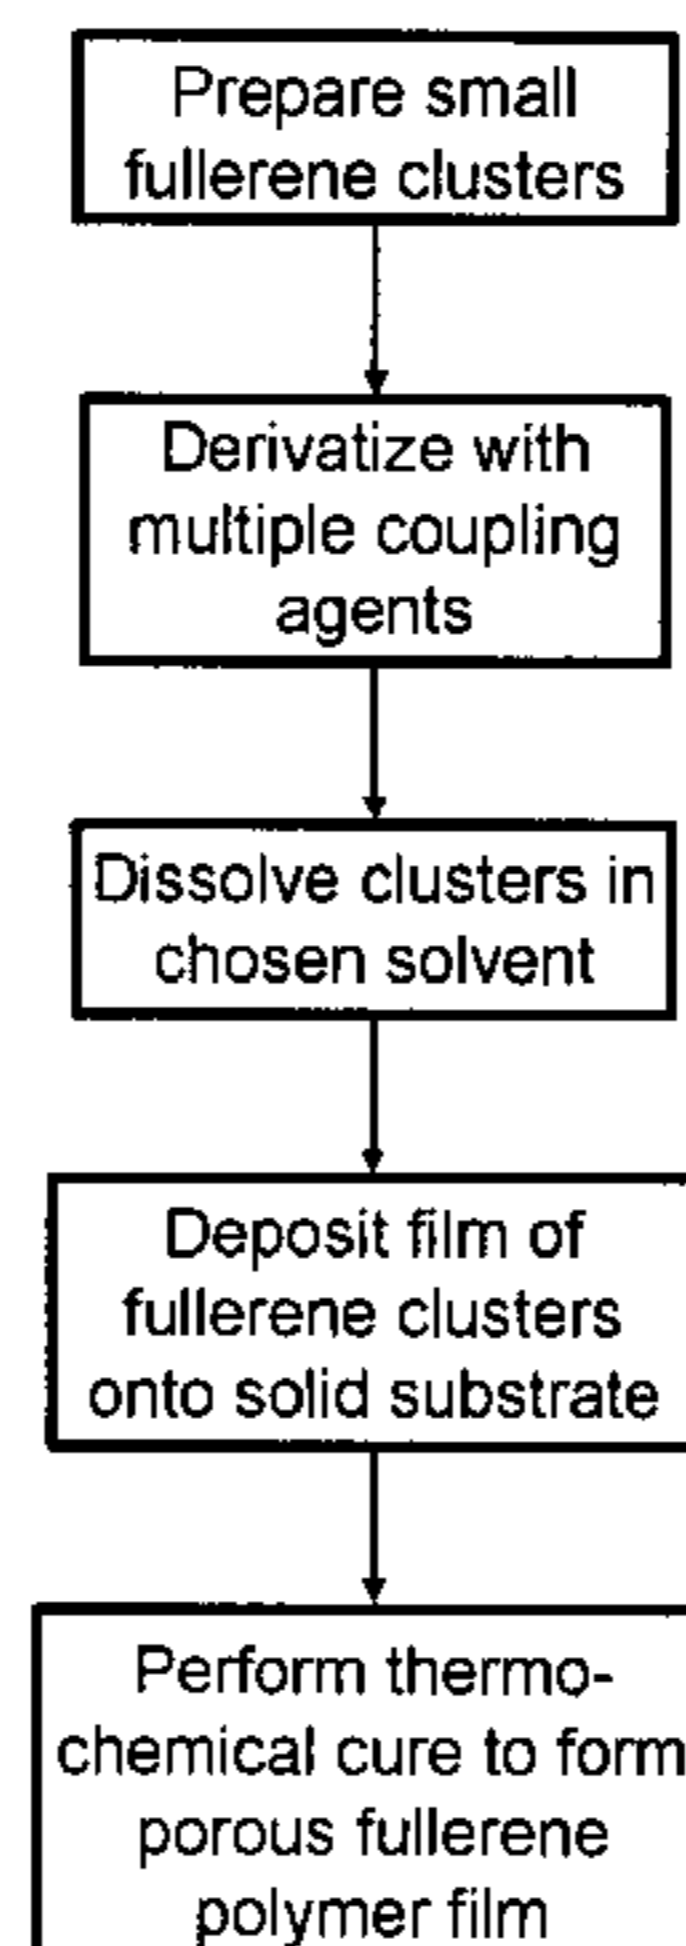 Prepare small
fullerene clusters
Derivatize with
multiple coupling
agents
Dissolve clusters in
chosen solvent
Deposit film of
fullerene clusters
onto solid substrate
Perform thermo-
chemical cure to form
porous fullerene
polymer film